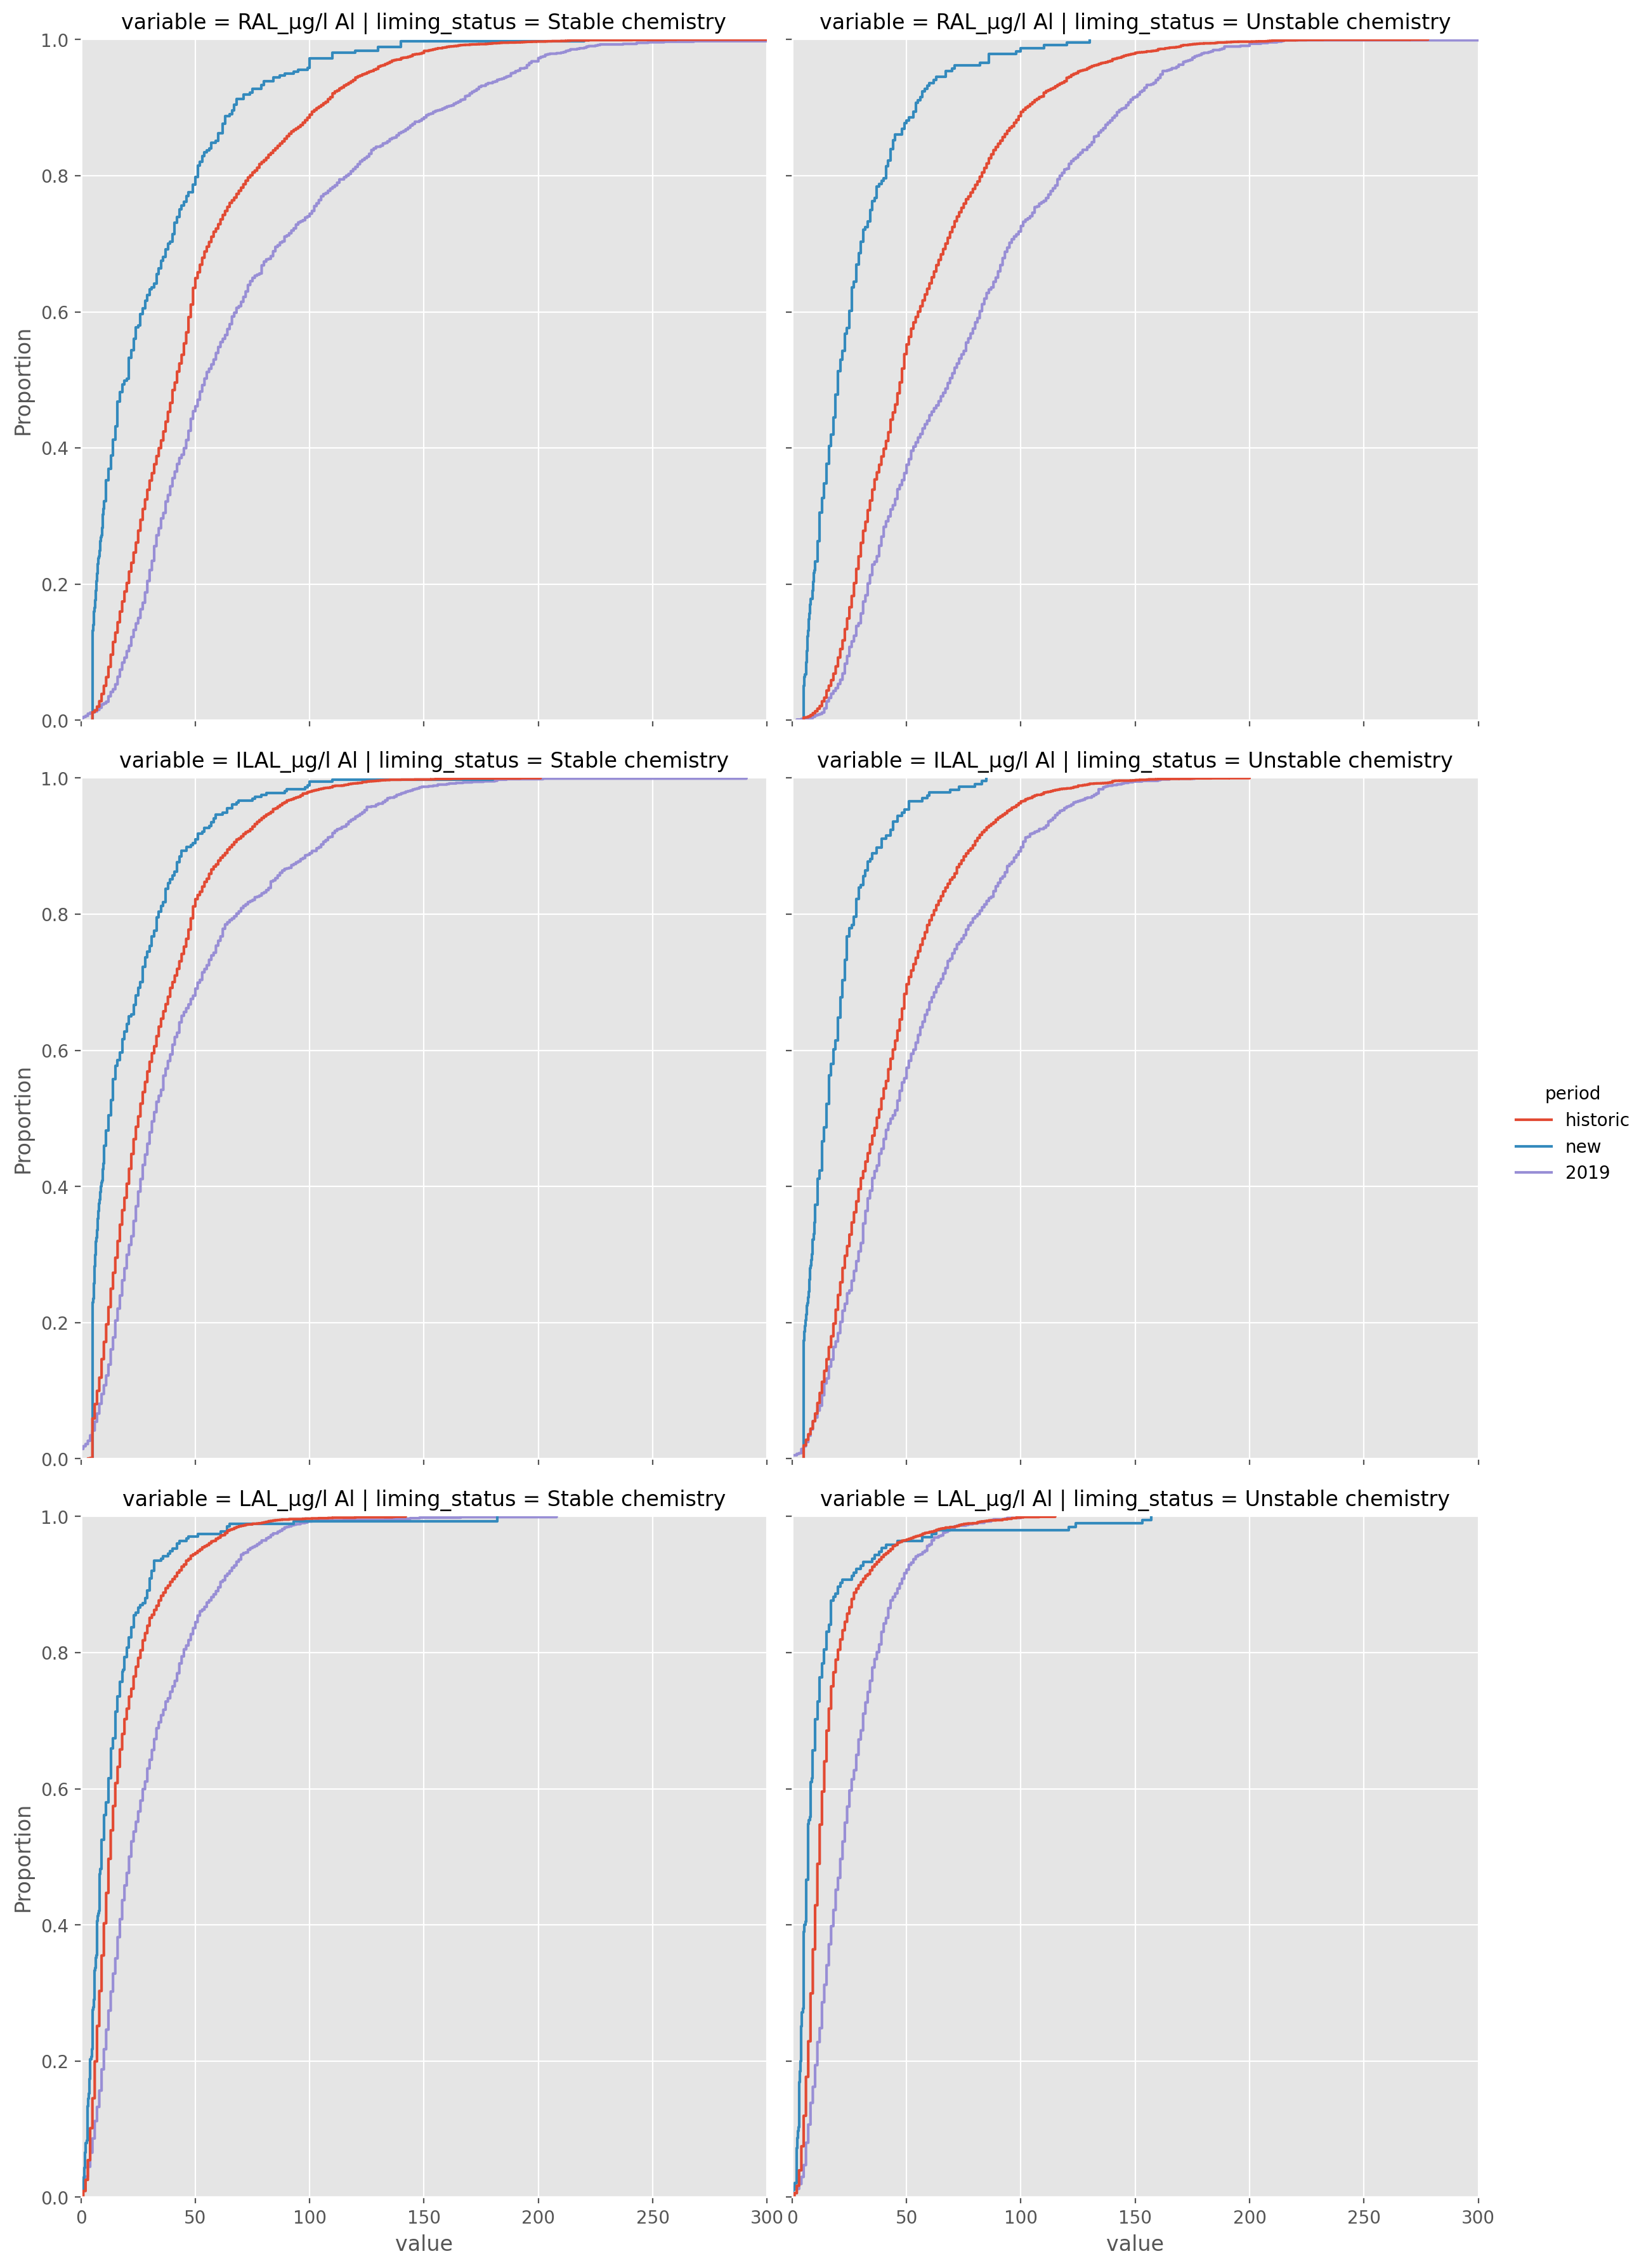 variable = RAL_µg/l Al | liming_status = Stable chemistry
variable = RAL_µg/l Al | liming_status = Unstable chemistry
1.0
0.8
0.6
0.4
0.2
0.0
Proportion
variable = ILAL_µg/l Al | liming_status = Stable chemistry
variable = ILAL_µg/l Al | liming_status = Unstable chemistry
1.0
0.8
0.6
0.4
0.2
0.0
Proportion
period
historic
new
2019
variable = LAL_µg/l Al | liming_status = Stable chemistry
variable = LAL_µg/l Al | liming_status = Unstable chemistry
1.0
0.8
0.6
0.4
0.2
0.0
Proportion
0 50 100 150 200 250 300
0 50 100 150 200 250 300
value
value